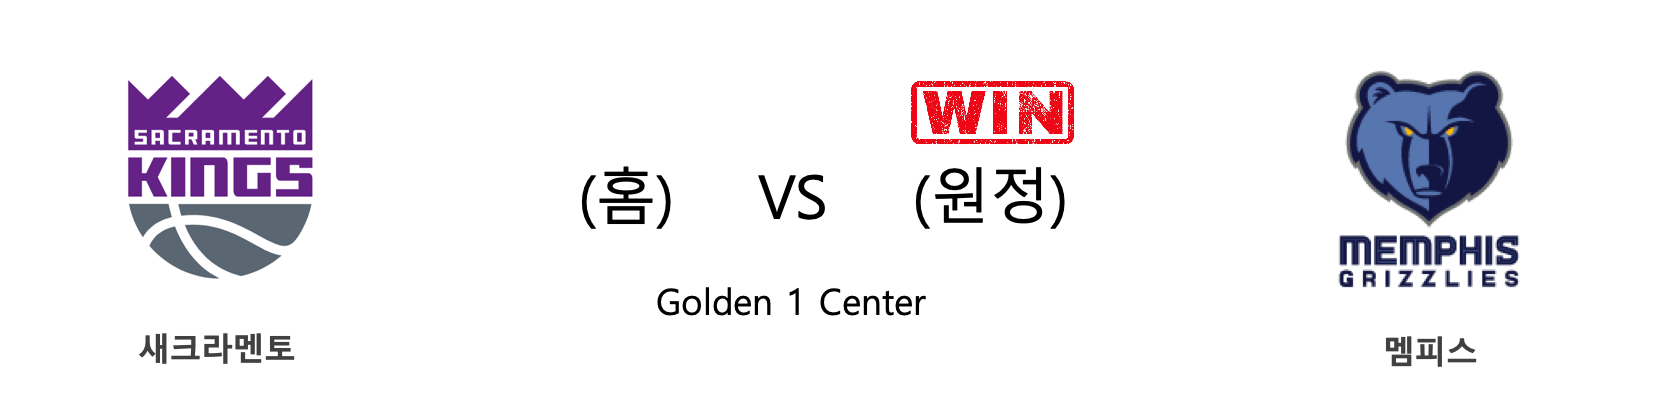 SACRAMENTO
KINGS
새크라멘토
WIN
(홈) VS (원정)
Golden 1 Center
MEMPHIS
GRIZZLIES
멤피스